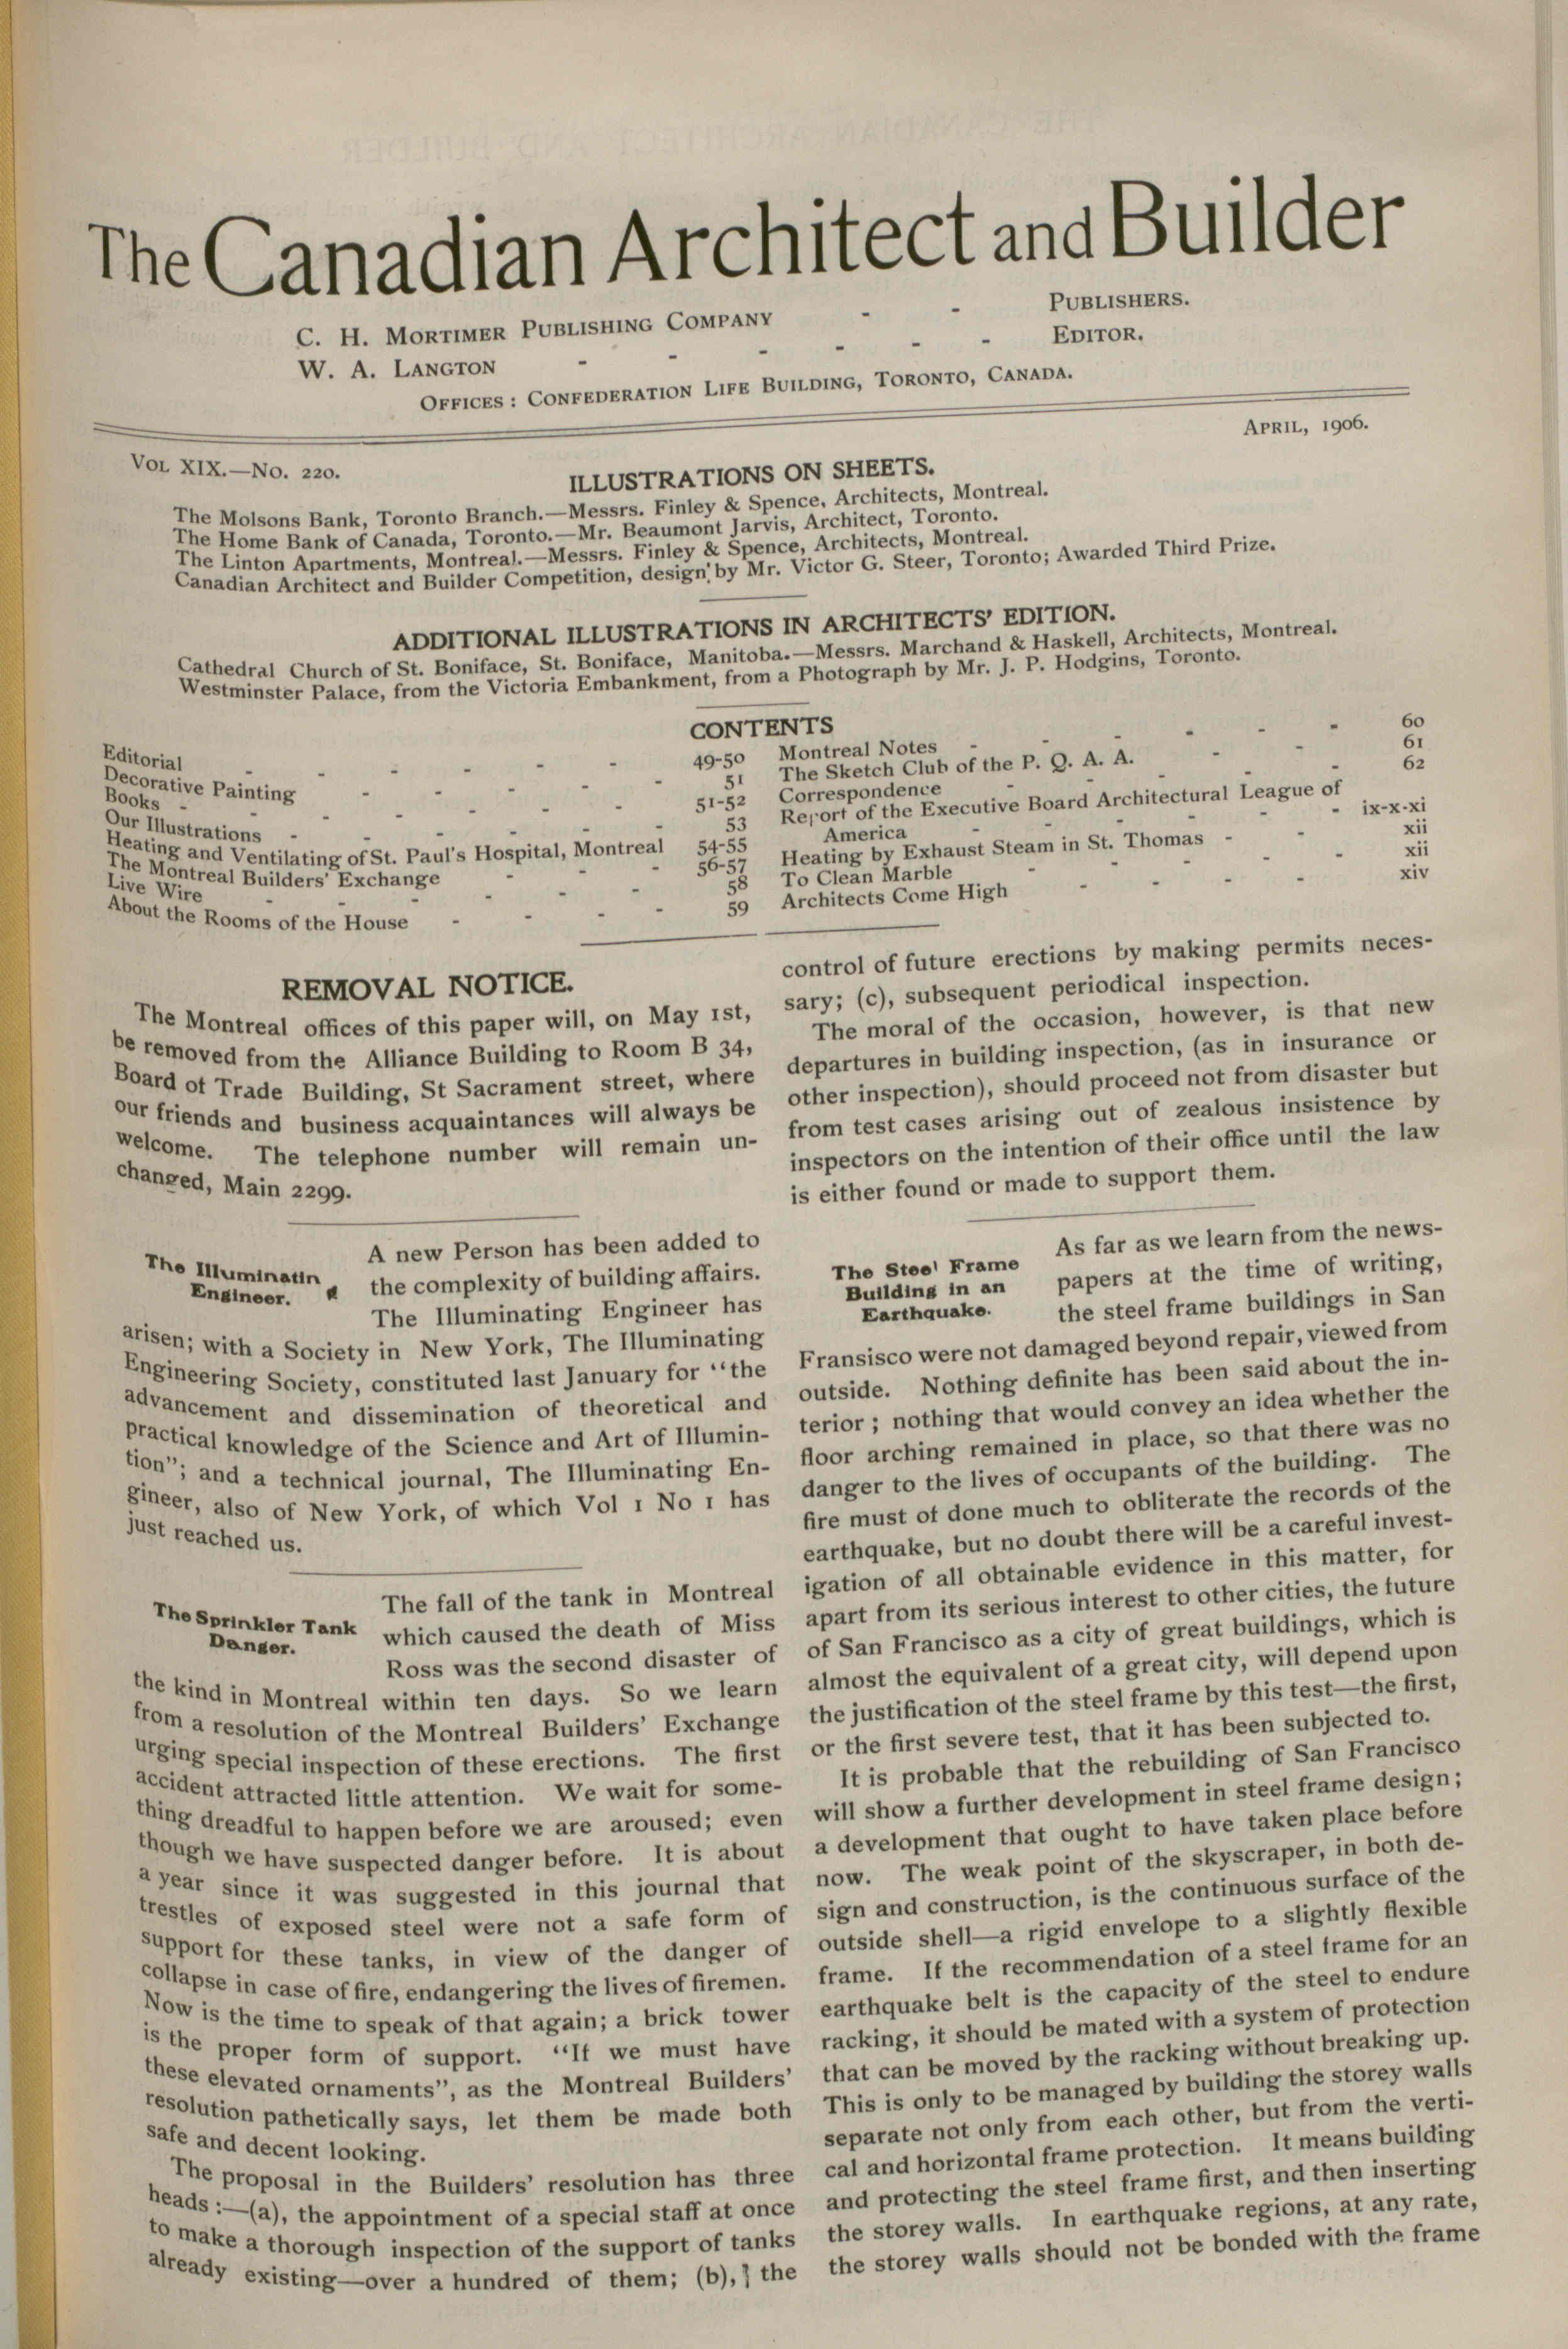 The Canadian Architect and Builder
C. H. MORTIMER PUBLISHING COMPANY - - PUBLISHERS.
W. A. LANGTON - - - - - - EDITOR.
OFFICES : CONFEDERATION LIFE BUILDING, TORONTO, CANADA.
VOL XIX.—NO. 220.
APRIL, 1906.
ILLUSTRATIONS ON SHEETS.
The Molsons Bank, Toronto Branch.—Messrs. Finley & Spence, Architects, Montreal.
The Home Bank of Canada, Toronto.—Mr. Beaumont Jarvis, Architect, Toronto.
The Linton Apartments, Montreal.—Messrs. Finley & Spence, Architects, Montreal.
Canadian Architect and Builder Competition, design by Mr. Victor G. Steer, Toronto; Awarded Third Prize.
ADDITIONAL ILLUSTRATIONS IN ARCHITECTS' EDITION.
Cathedral Church of St. Boniface, St. Boniface, Manitoba.—Messrs. Marchand & Haskell, Architects, Montreal.
Westminster Palace, from the Victoria Embankment, from a Photograph by Mr. J. P. Hodgins, Toronto.
CONTENTS
Editorial - - - - - - 49-50
Decorative Painting - - - - - 51
Books - - - - - - - 51-52
Our Illustrations - - - - - - 53
Heating and Ventilating of St. Paul's Hospital, Montreal 54-55
The Montreal Builders' Exchange - - - 56-57
Live Wire - - - - - - 58
About the Rooms of the House - - - - 59
Montreal Notes - - - - - - 60
The Sketch Club of the P. Q. A. A. - - 61
Correspondence - - - - - 62
Report of the Executive Board Architectural League of
America - - - - - - ix-x-xi
Heating by Exhaust Steam in St. Thomas - - xii
To Clean Marble - - - - - xii
Architects Come High - - - - xiv
REMOVAL NOTICE.
The Montreal offices of this paper will, on May 1st,
be removed from the Alliance Building to Room B 34,
Board of Trade Building, St Sacrament street, where
our friends and business acquaintances will always be
welcome. The telephone number will remain un-
changed, Main 2299.
The Illuminating
Engineer.
A new Person has been added to
the complexity of building affairs.
The Illuminating Engineer has
arisen; with a Society in New York, The Illuminating
Engineering Society, constituted last January for "the
advancement and dissemination of theoretical and
practical knowledge of the Science and Art of Illumin-
tion"; and a technical journal, The Illuminating En-
gineer, also of New York, of which Vol 1 No 1 has
just reached us.
The Sprinkler Tank
Danger.
The fall of the tank in Montreal
which caused the death of Miss
Ross was the second disaster of
the kind in Montreal within ten days. So we learn
from a resolution of the Montreal Builders' Exchange
urging special inspection of these erections. The first
accident attracted little attention. We wait for some-
thing dreadful to happen before we are aroused; even
though we have suspected danger before. It is about
a year since it was suggested in this journal that
trestles of exposed steel were not a safe form of
support for these tanks, in view of the danger of
collapse in case of fire, endangering the lives of firemen.
Now is the time to speak of that again; a brick tower
is the proper form of support. "If we must have
these elevated ornaments", as the Montreal Builders'
resolution pathetically says, let them be made both
safe and decent looking.
The proposal in the Builders' resolution has three
heads :—(a), the appointment of a special staff at once
to make a thorough inspection of the support of tanks
already existing—over a hundred of them; (b), the
control of future erections by making permits neces-
sary; (c), subsequent periodical inspection.
The moral of the occasion, however, is that new
departures in building inspection, (as in insurance or
other inspection), should proceed not from disaster but
from test cases arising out of zealous insistence by
inspectors on the intention of their office until the law
is either found or made to support them.
The Steel Frame
Building in an
Earthquake.
As far as we learn from the news-
papers at the time of writing,
the steel frame buildings in San
Fransisco were not damaged beyond repair, viewed from
outside. Nothing definite has been said about the in-
terior ; nothing that would convey an idea whether the
floor arching remained in place, so that there was no
danger to the lives of occupants of the building. The
fire must of done much to obliterate the records of the
earthquake, but no doubt there will be a careful invest-
igation of all obtainable evidence in this matter, for
apart from its serious interest to other cities, the future
of San Francisco as a city of great buildings, which is
almost the equivalent of a great city, will depend upon
the justification of the steel frame by this test—the first,
or the first severe test, that it has been subjected to.
It is probable that the rebuilding of San Francisco
will show a further development in steel frame design;
a development that ought to have taken place before
now. The weak point of the skyscraper, in both de-
sign and construction, is the continuous surface of the
outside shell—a rigid envelope to a slightly flexible
frame. If the recommendation of a steel frame for an
earthquake belt is the capacity of the steel to endure
racking, it should be mated with a system of protection
that can be moved by the racking without breaking up.
This is only to be managed by building the storey walls
separate not only from each other, but from the verti-
cal and horizontal frame protection. It means building
and protecting the steel frame first, and then inserting
the storey walls. In earthquake regions, at any rate,
the storey walls should not be bonded with the frame